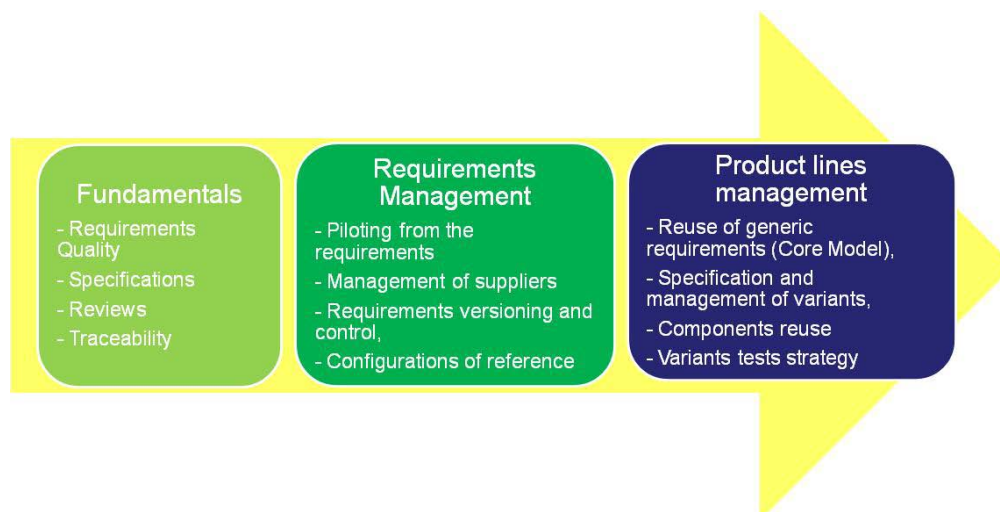 Fundamentals
- Requirements
Quality
- Specifications
- Reviews
- Traceability
Requirements
Management
- Piloting from the
requirements
- Management of suppliers
- Requirements versioning and
control,
- Configurations of reference
Product lines
management
- Reuse of generic
requirements (Core Model),
- Specification and
management of variants,
- Components reuse
- Variants tests strategy